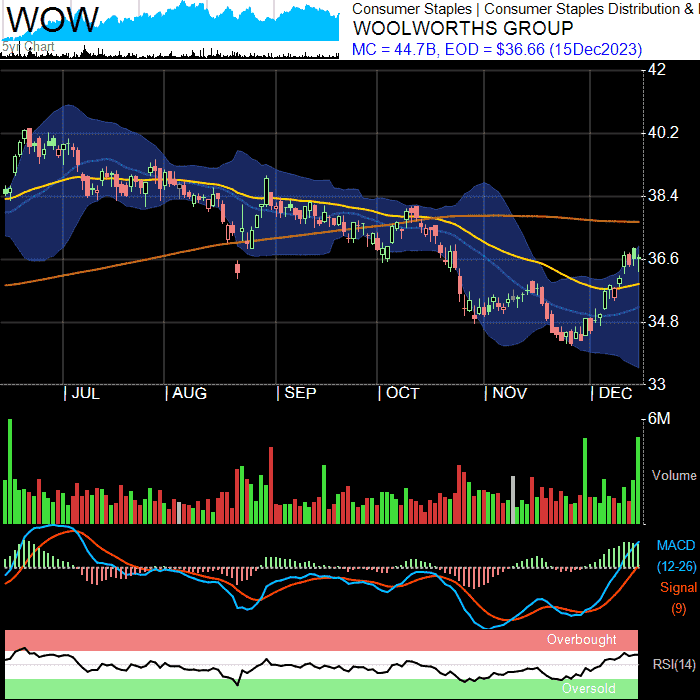 WOW
5yr Chart
Consumer Staples | Consumer Staples Distribution &
WOOLWORTHS GROUP
MC = 44.7B, EOD = $36.66 (15Dec2023)
42
40.2
38.4
36.6
34.8
33
| JUL | AUG | SEP | OCT | NOV | DEC
6M
Volume
MACD
(12-26)
Signal
(9)
Overbought
RSI(14)
Oversold